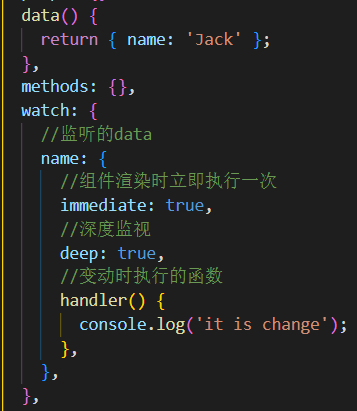 data() {
return { name: 'Jack' };
},
methods: {},
watch: {
//监听的data
name: {
//组件渲染时立即执行一次
immediate: true,
//深度监视
deep: true,
//变动时执行的函数
handler() {
console.log('it is change');
},
},
},